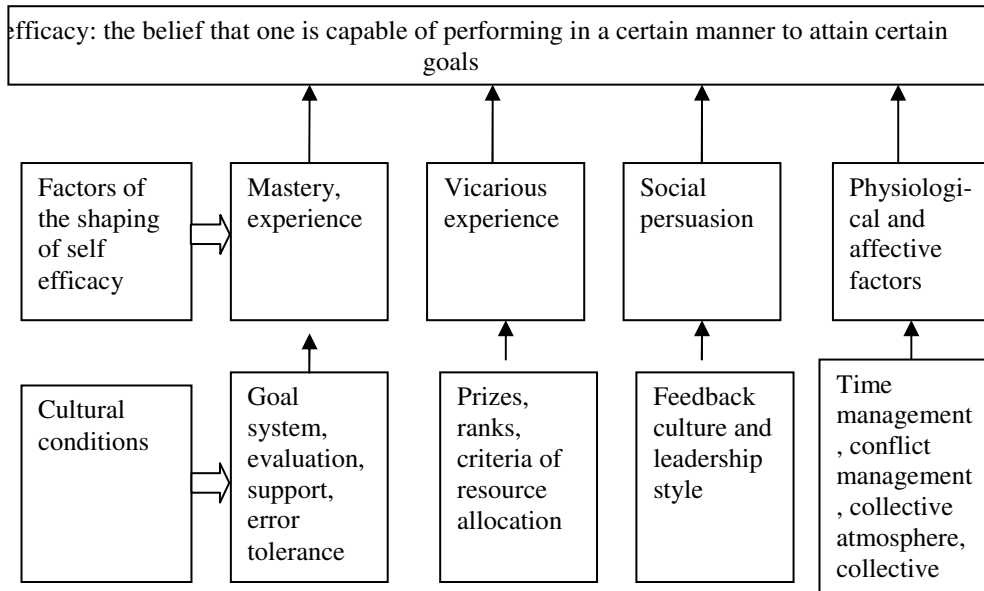 efficacy: the belief that one is capable of performing in a certain manner to attain certain
goals
Factors of
the shaping
of self
efficacy
Mastery,
experience
Vicarious
experience
Social
persuasion
Physiologi-
cal and
affective
factors
Cultural
conditions
Goal
system,
evaluation,
support,
error
tolerance
Prizes,
ranks,
criteria of
resource
allocation
Feedback
culture and
leadership
style
Time
management
, conflict
management
, collective
atmosphere,
collective